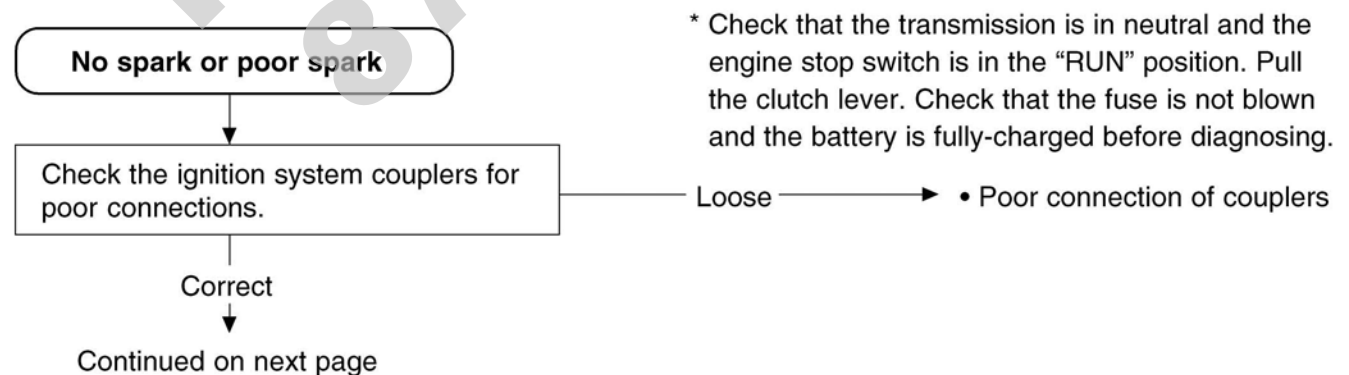 No spark or poor spark
* Check that the transmission is in neutral and the
engine stop switch is in the “RUN” position. Pull
the clutch lever. Check that the fuse is not blown
and the battery is fully-charged before diagnosing.
Check the ignition system couplers for
poor connections.
Loose
• Poor connection of couplers
Correct
Continued on next page